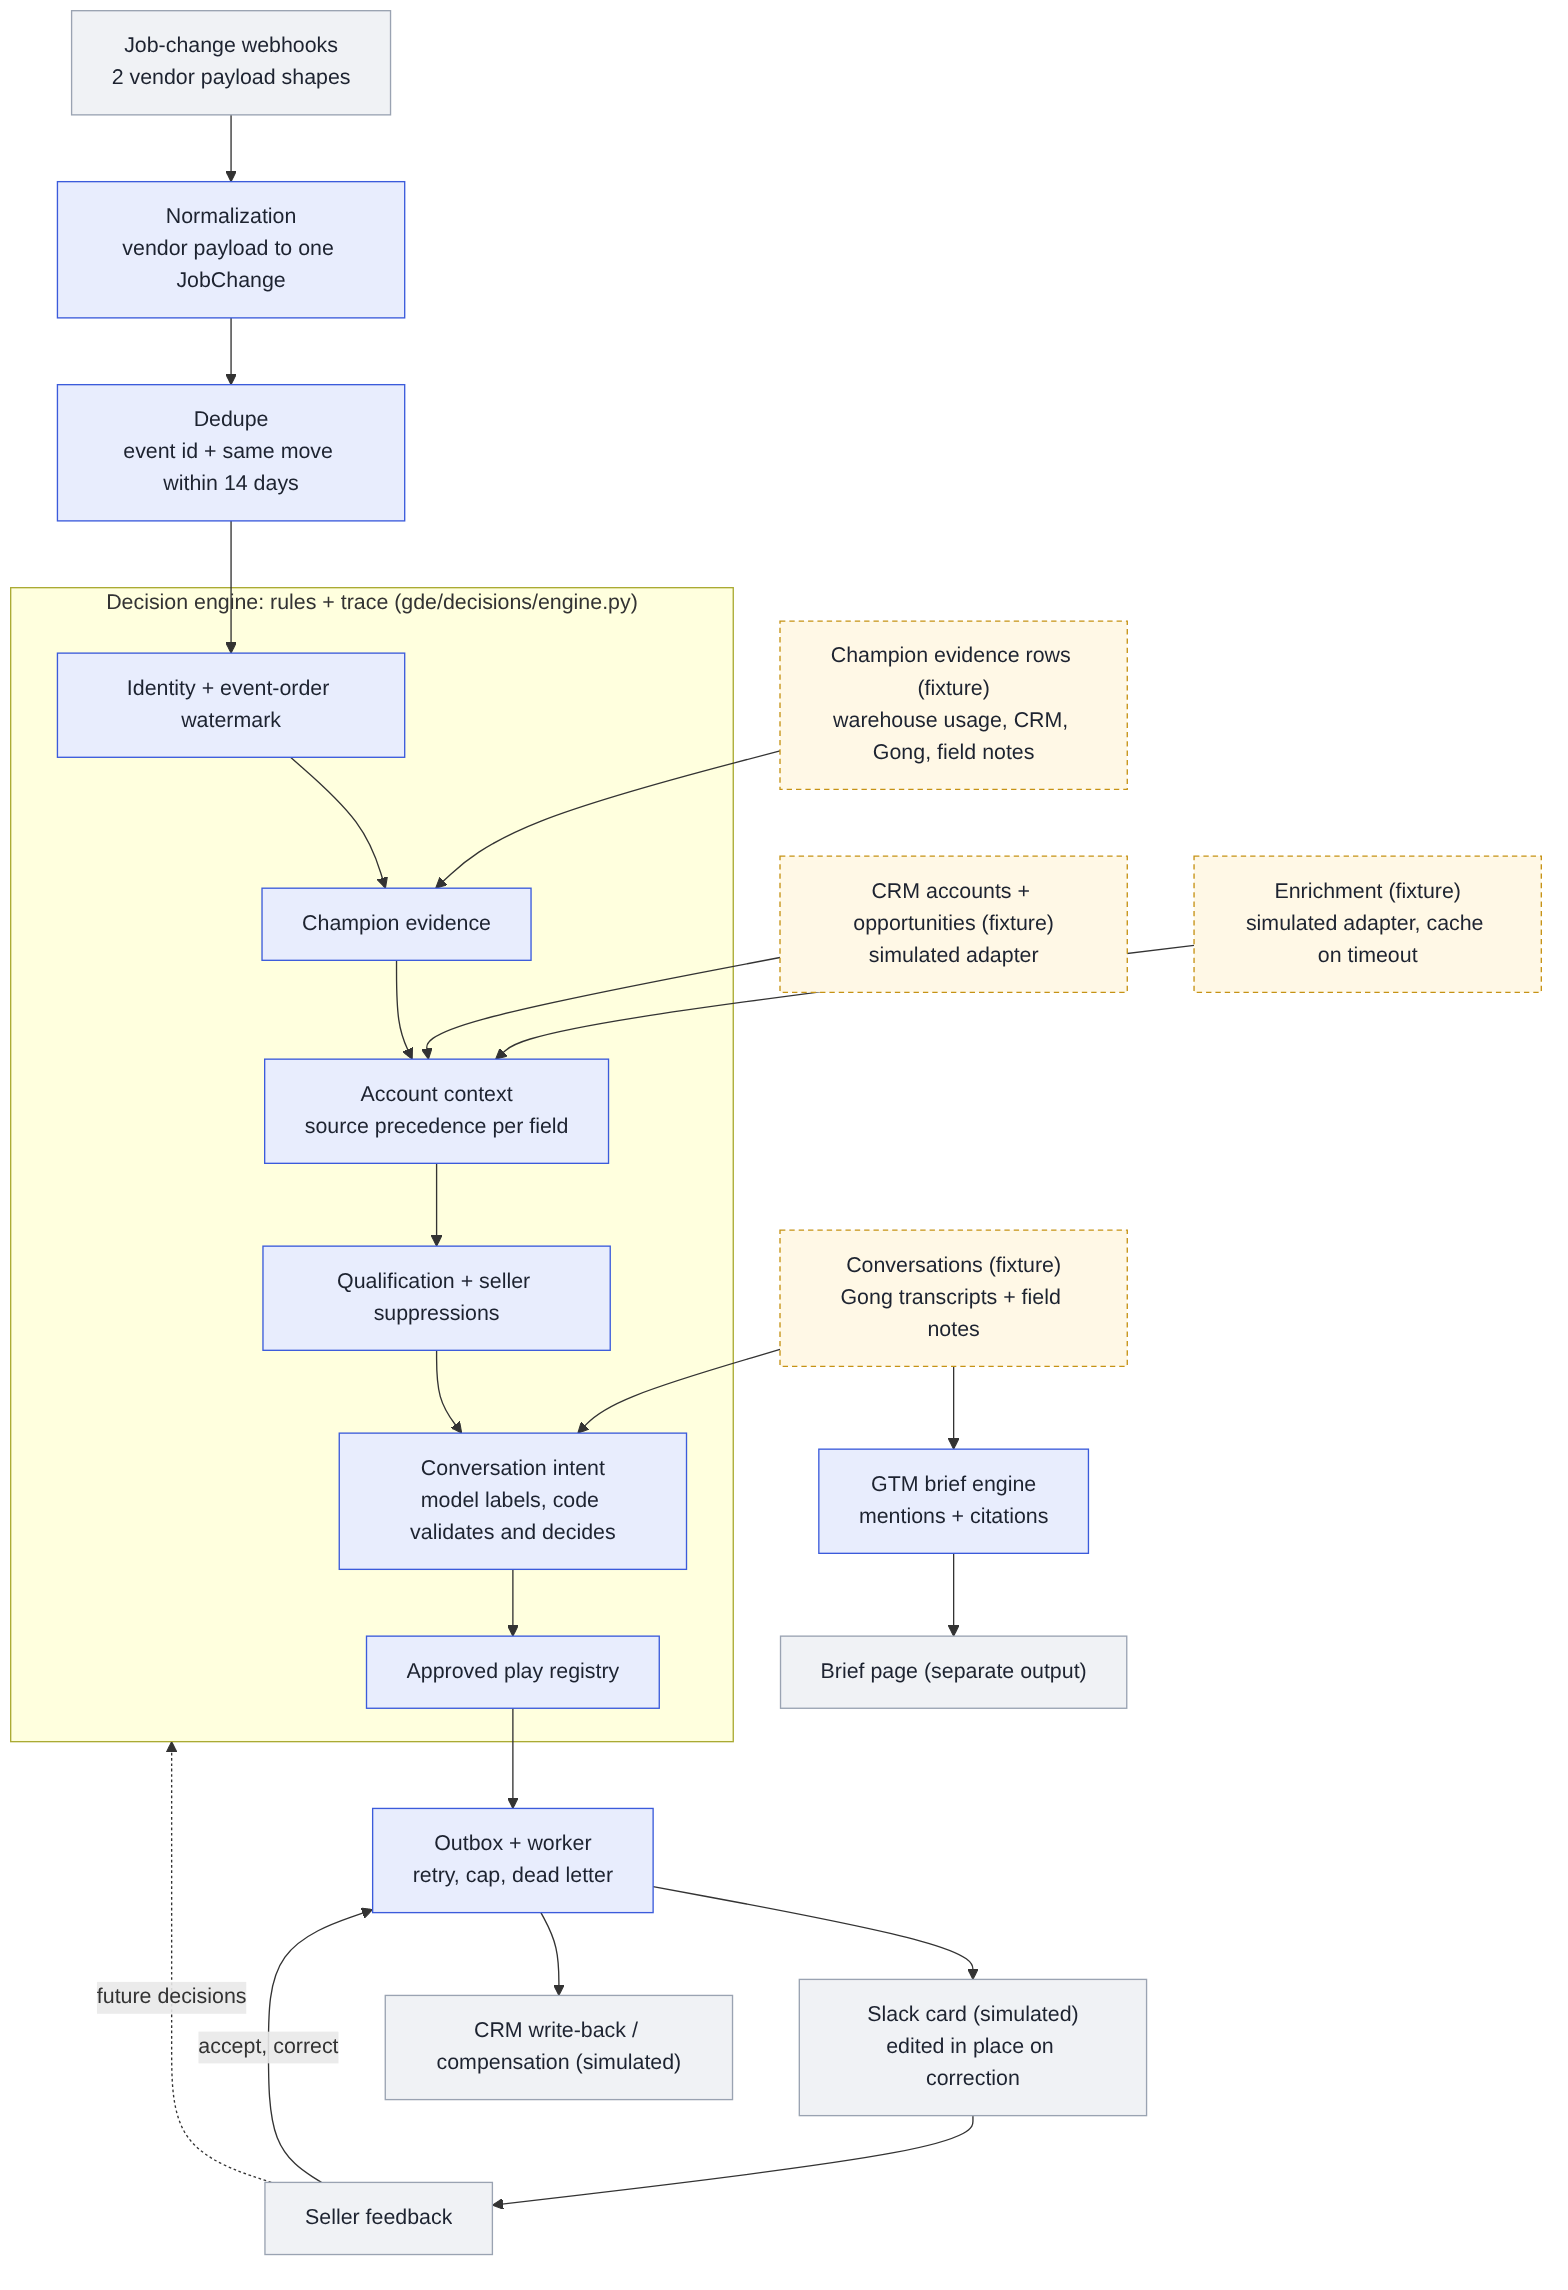 Job-change webhooks
2 vendor payload shapes
Normalization
vendor payload to one
JobChange
Dedupe
event id + same move
within 14 days
Decision engine: rules + trace (gde/decisions/engine.py)
Identity + event-order
watermark
Champion evidence rows
(fixture)
warehouse usage, CRM,
Gong, field notes
Champion evidence
CRM accounts +
opportunities (fixture)
simulated adapter
Enrichment (fixture)
simulated adapter, cache
on timeout
Account context
source precedence per field
Qualification + seller
suppressions
Conversations (fixture)
Gong transcripts + field
notes
Conversation intent
model labels, code
validates and decides
GTM brief engine
mentions + citations
Approved play registry
Brief page (separate output)
Outbox + worker
retry, cap, dead letter
future decisions
accept, correct
CRM write-back /
compensation (simulated)
Slack card (simulated)
edited in place on
correction
Seller feedback